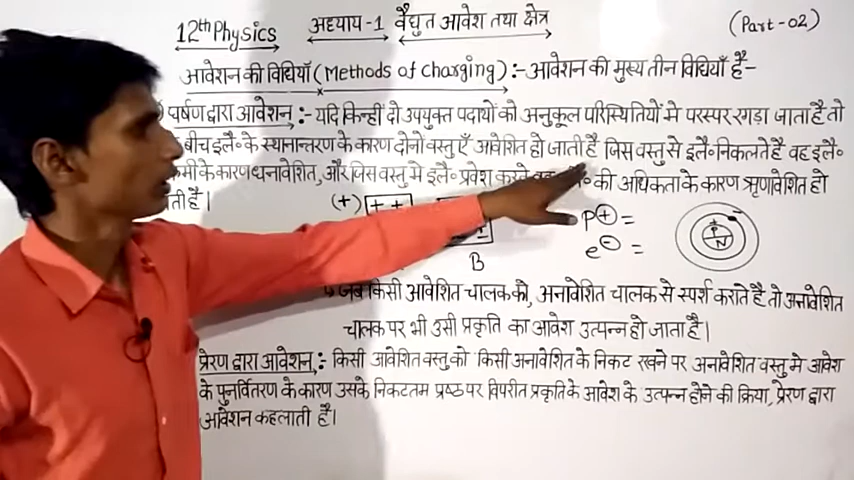 12th Physics अध्याय-1 वैधुत आवेश तथा क्षेत्र (Part-02)
आवेशन की विधियाँ (Methods of Charging) :- आवेशन की मुख्य तीन विधियाँ हैं-
घर्षण द्वारा आवेशन :- यदि किन्हीं दो उपयुक्त पदार्थो को अनुकूल परिस्थितियों मे परस्पर रगड़ा जाता है तो
बीच इलै० के स्थानान्तरण के कारण दोनों वस्तुएँ आवेशित हो जाती है जिस वस्तु से इलै० निकलते है वह इलै०
कमी के कारण धनावेशित, और जिस वस्तु मे इलै० प्रवेश करते की अधिकता के कारण ऋणावेशित हो
ती है।
(+) ++
p⊕ =
e⊖ =
+
N
B
जब किसी आवेशित चालक को, अनावेशित चालक से स्पर्श कराते है तो अनावेशित
चालक पर भी उसी प्रकृति का आवेश उत्पन्न हो जाता है।
प्रेरण द्वारा आवेशन :- किसी आवेशित वस्तु को किसी अनावेशित के निकट रखने पर अनावेशित वस्तु मे आवेश
के पुनर्वितरण के कारण उसके निकटतम प्रष्ठ पर विपरीत प्रकृति के आवेश के उत्पन्न होने की क्रिया, प्रेरण द्वारा
आवेशन कहलाती है।